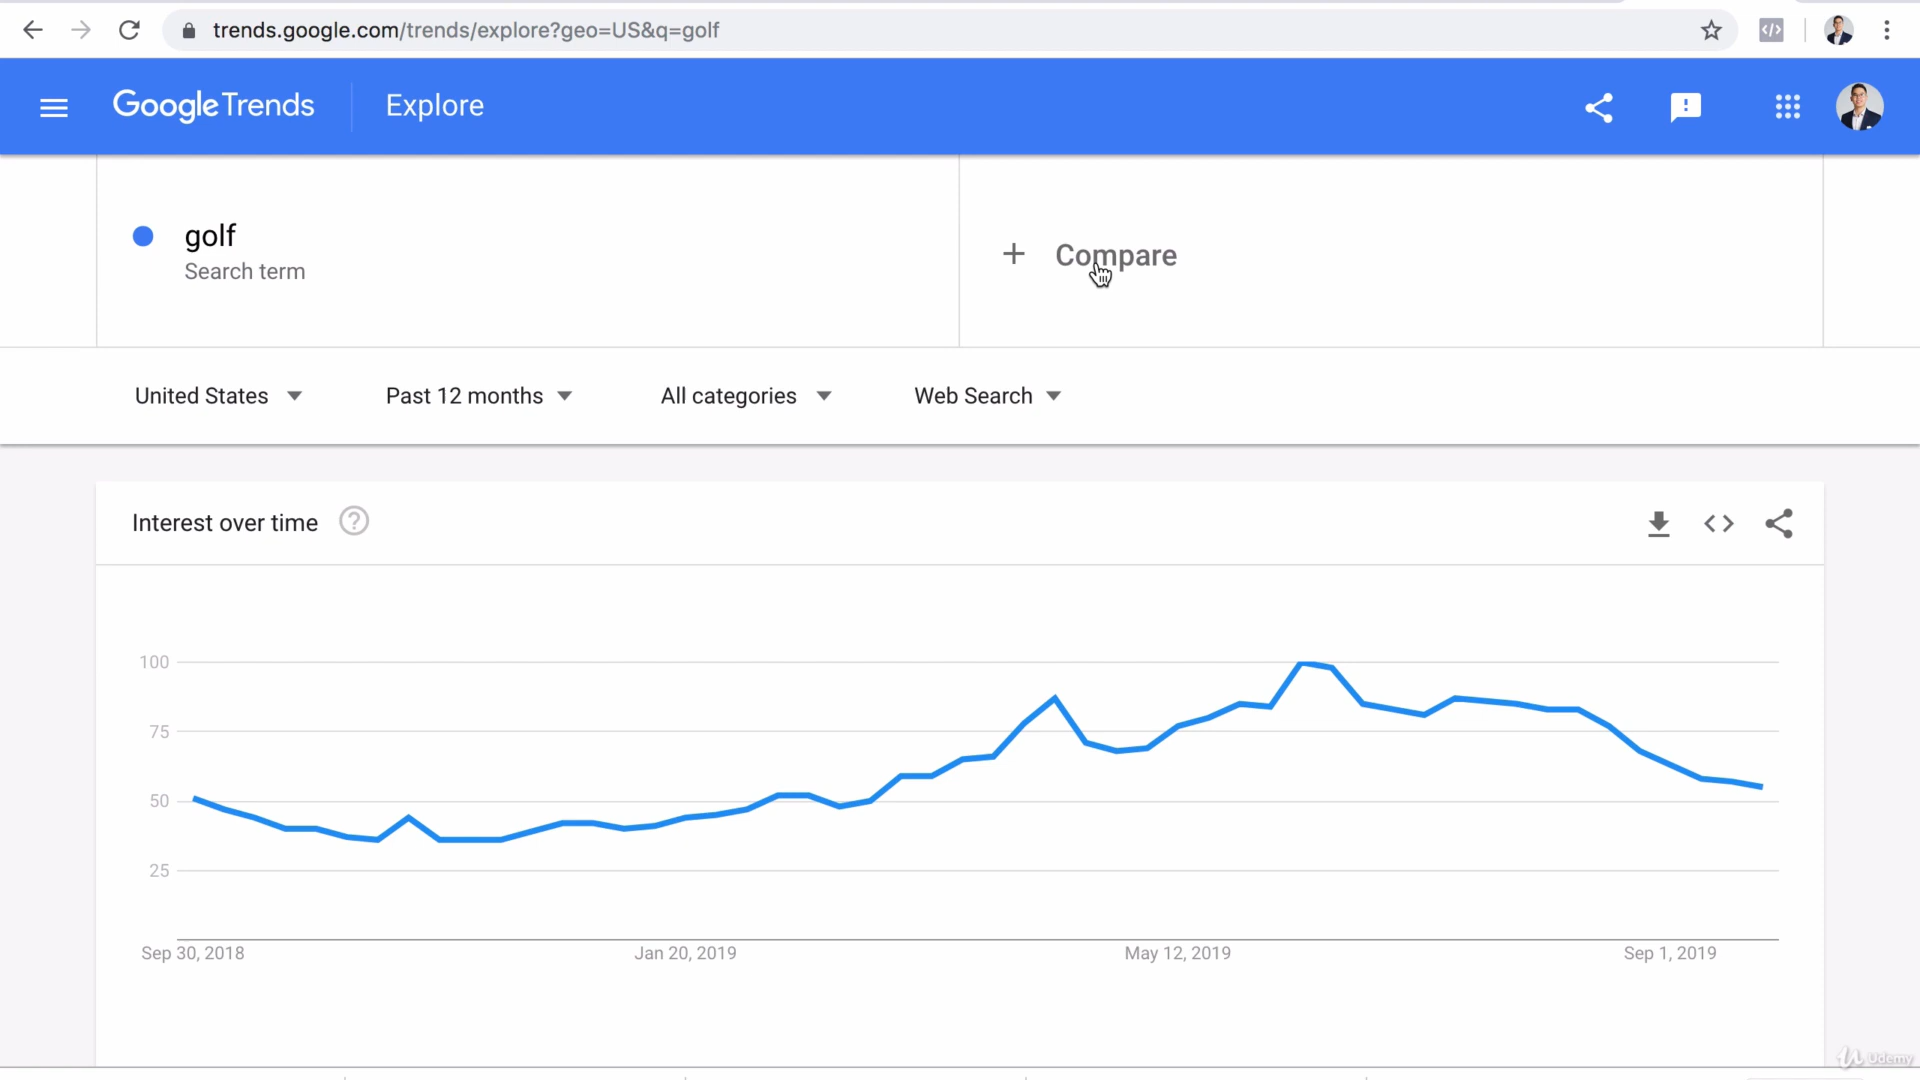 trends.google.com/trends/explore?geo=US&q=golf
Google Trends
Explore
golf
Search term
+ Compare
United States
Past 12 months
All categories
Web Search
Interest over time
100
75
50
25
Sep 30, 2018
Jan 20, 2019
May 12, 2019
Sep 1, 2019
Udemy